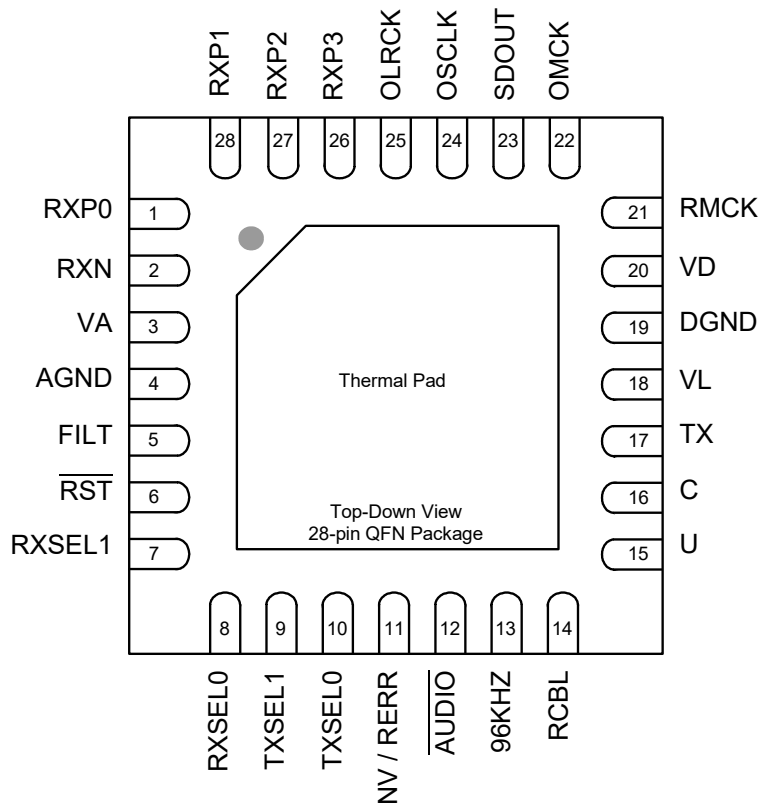 RXP1
RXP2
RXP3
OLRCK
OSCLK
SDOUT
OMCK
28
27
26
25
24
23
22
RXP0
1
RXN
2
VA
3
AGND
4
FILT
5
RST
6
RXSEL1
7
21
RMCK
20
VD
19
DGND
18
VL
17
TX
16
C
15
U
Thermal Pad
Top-Down View
28-pin QFN Package
8
9
10
11
12
13
14
RXSEL0
TXSEL1
TXSEL0
NV / RERR
AUDIO
96KHZ
RCBL